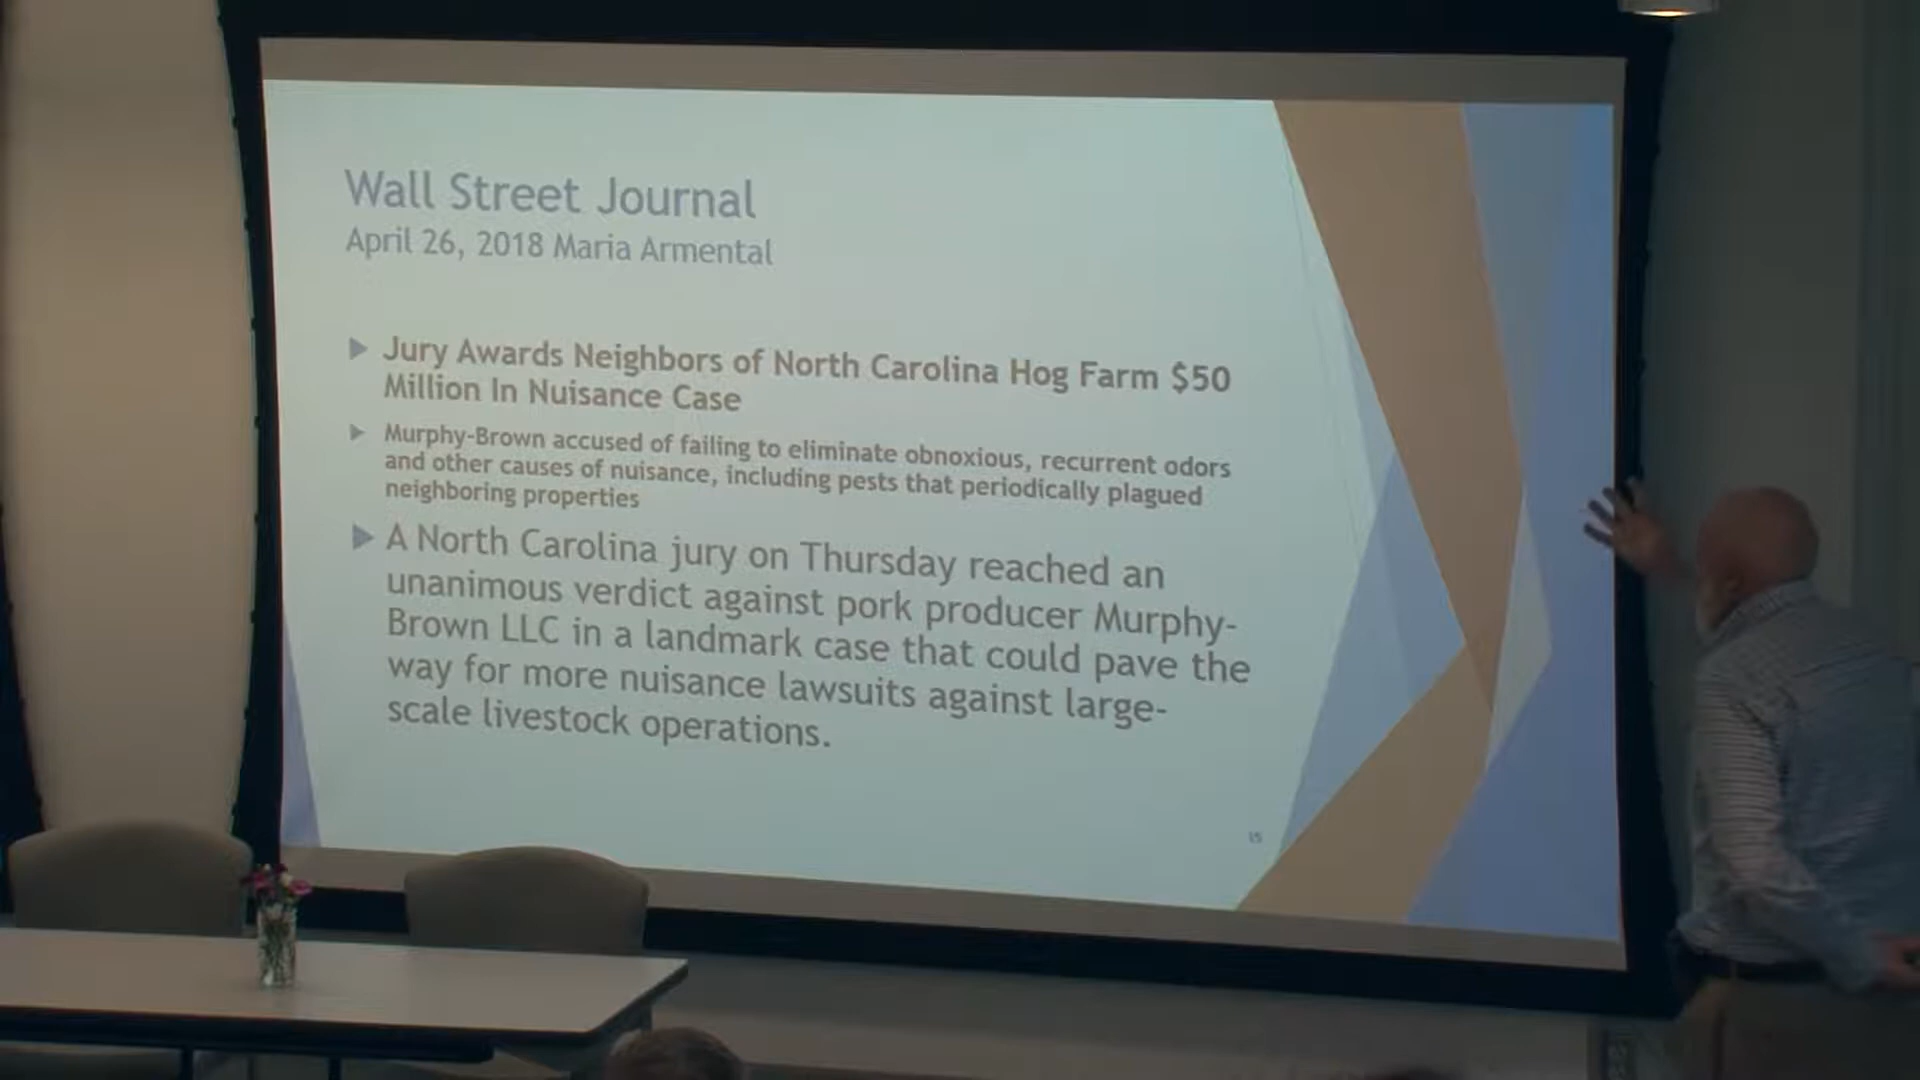 Wall Street Journal
April 26, 2018 Maria Armental
Jury Awards Neighbors of North Carolina Hog Farm $50
Million In Nuisance Case
Murphy-Brown accused of failing to eliminate obnoxious, recurrent odors
and other causes of nuisance, including pests that periodically plagued
neighboring properties
A North Carolina jury on Thursday reached an
unanimous verdict against pork producer Murphy-
Brown LLC in a landmark case that could pave the
way for more nuisance lawsuits against large-
scale livestock operations.
15